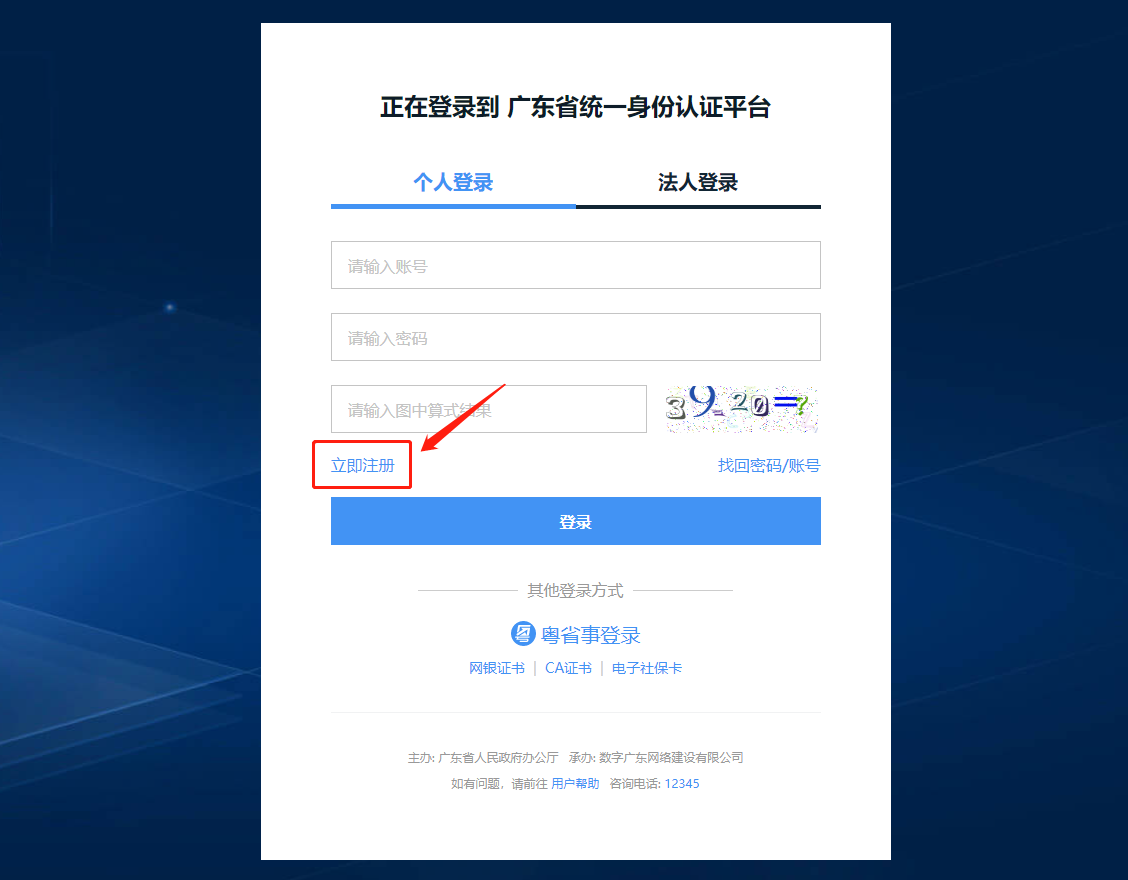 正在登录到 广东省统一身份认证平台
个人登录 法人登录
请输入账号
请输入密码
请输入图中算式结果 39-20=?
立即注册 找回密码/账号
登录
其他登录方式
粤省事登录
网银证书 | CA证书 | 电子社保卡
主办: 广东省人民政府办公厅 承办: 数字广东网络建设有限公司
如有问题，请前往 用户帮助 咨询电话: 12345